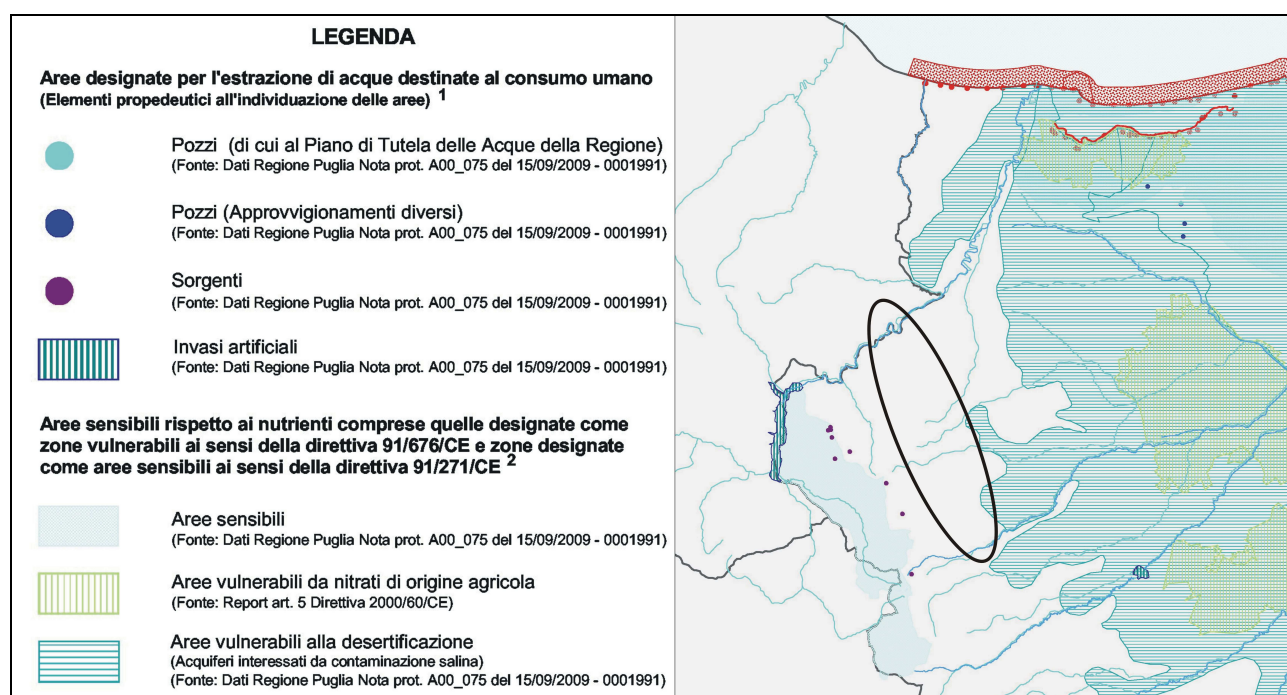 LEGENDA
Aree designate per l'estrazione di acque destinate al consumo umano
(Elementi propedeutici all'individuazione delle aree) 1
Pozzi (di cui al Piano di Tutela delle Acque della Regione)
(Fonte: Dati Regione Puglia Nota prot. A00_075 del 15/09/2009 - 0001991)
Pozzi (Approvvigionamenti diversi)
(Fonte: Dati Regione Puglia Nota prot. A00_075 del 15/09/2009 - 0001991)
Sorgenti
(Fonte: Dati Regione Puglia Nota prot. A00_075 del 15/09/2009 - 0001991)
Invasi artificiali
(Fonte: Dati Regione Puglia Nota prot. A00_075 del 15/09/2009 - 0001991)
Aree sensibili rispetto ai nutrienti comprese quelle designate come
zone vulnerabili ai sensi della direttiva 91/676/CE e zone designate
come aree sensibili ai sensi della direttiva 91/271/CE 2
Aree sensibili
(Fonte: Dati Regione Puglia Nota prot. A00_075 del 15/09/2009 - 0001991)
Aree vulnerabili da nitrati di origine agricola
(Fonte: Report art. 5 Direttiva 2000/60/CE)
Aree vulnerabili alla desertificazione
(Acquiferi interessati da contaminazione salina)
(Fonte: Dati Regione Puglia Nota prot. A00_075 del 15/09/2009 - 0001991)